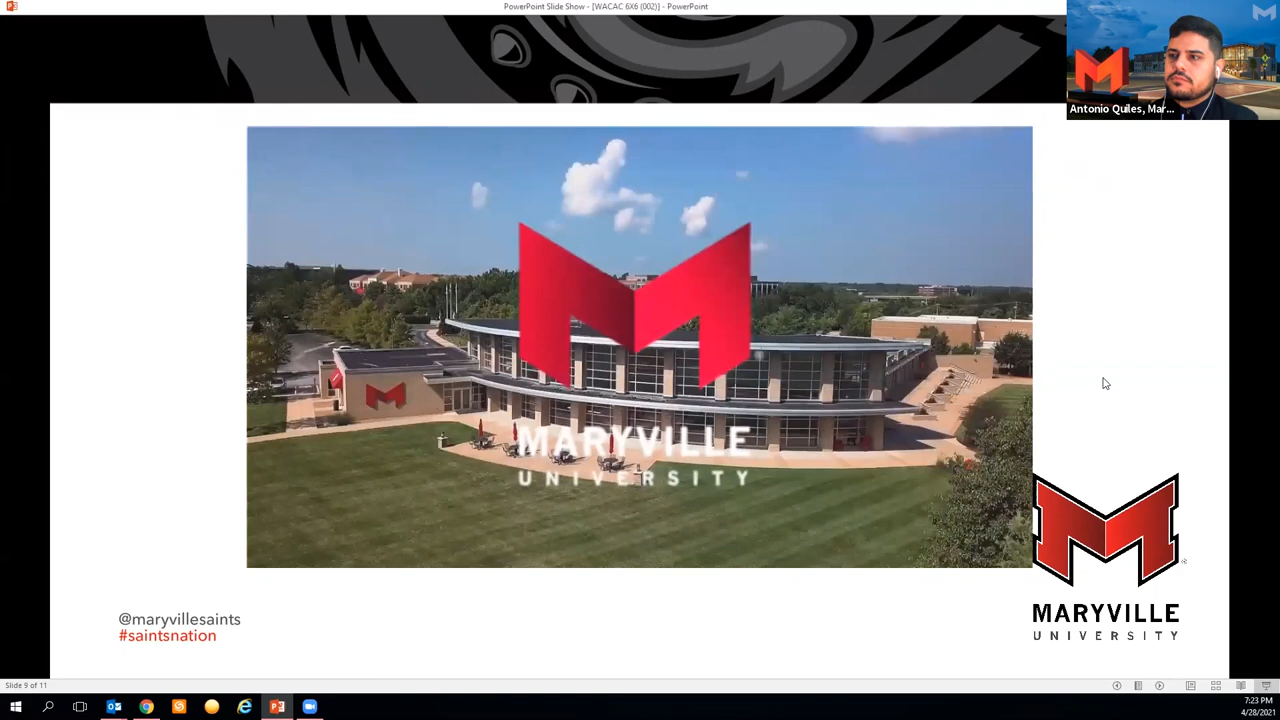 PowerPoint Slide Show - [WACAC 6X6 (002)] - PowerPoint
Antonio Quiles, Mar...
MARYVILLE
UNIVERSITY
@maryvillesaints
#saintsnation
MARYVILLE
UNIVERSITY
Slide 9 of 11
7:23 PM
4/28/2021